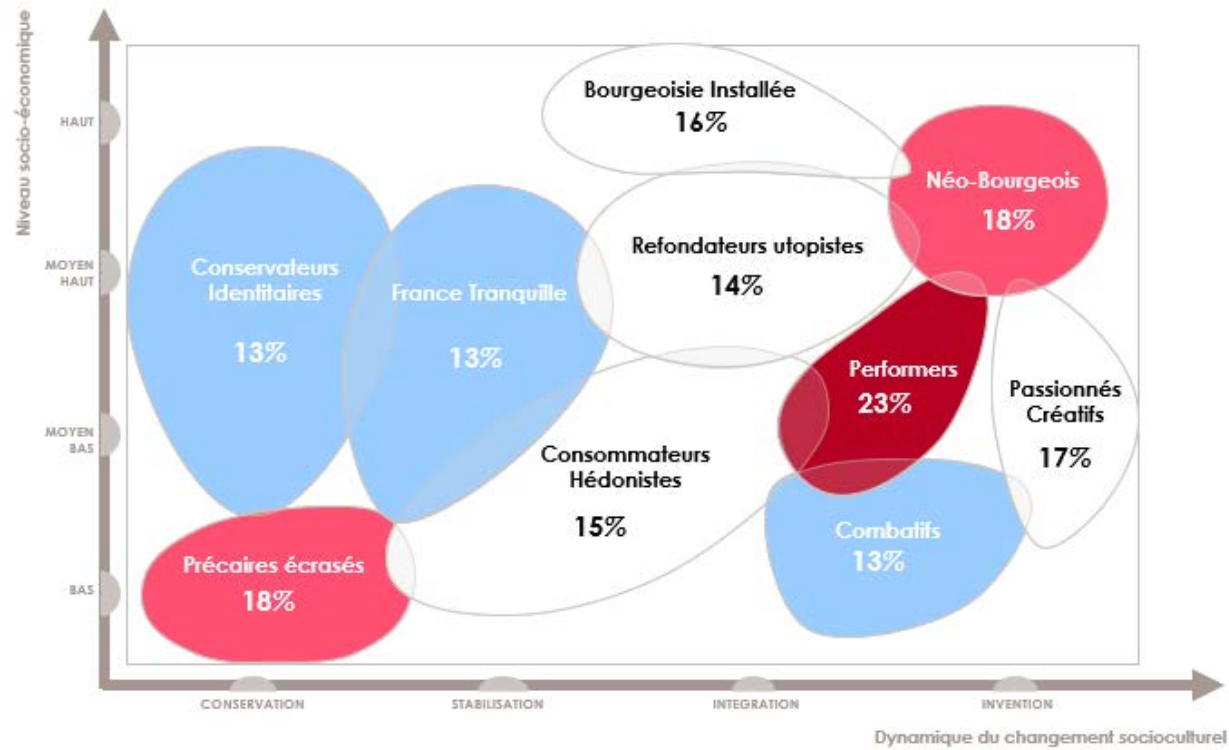 Niveau socio-économique
HAUT
MOYEN
HAUT
MOYEN
BAS
BAS
Bourgeoisie Installée
16%
Néo-Bourgeois
18%
Refondateurs utopistes
14%
Conservateurs
Identitaires
13%
France Tranquille
13%
Performers
23%
Passionnés
Créatifs
17%
Consommateurs
Hédonistes
15%
Combatifs
13%
Précaires écrasés
18%
CONSERVATION
STABILISATION
INTEGRATION
INVENTION
Dynamique du changement socioculturel